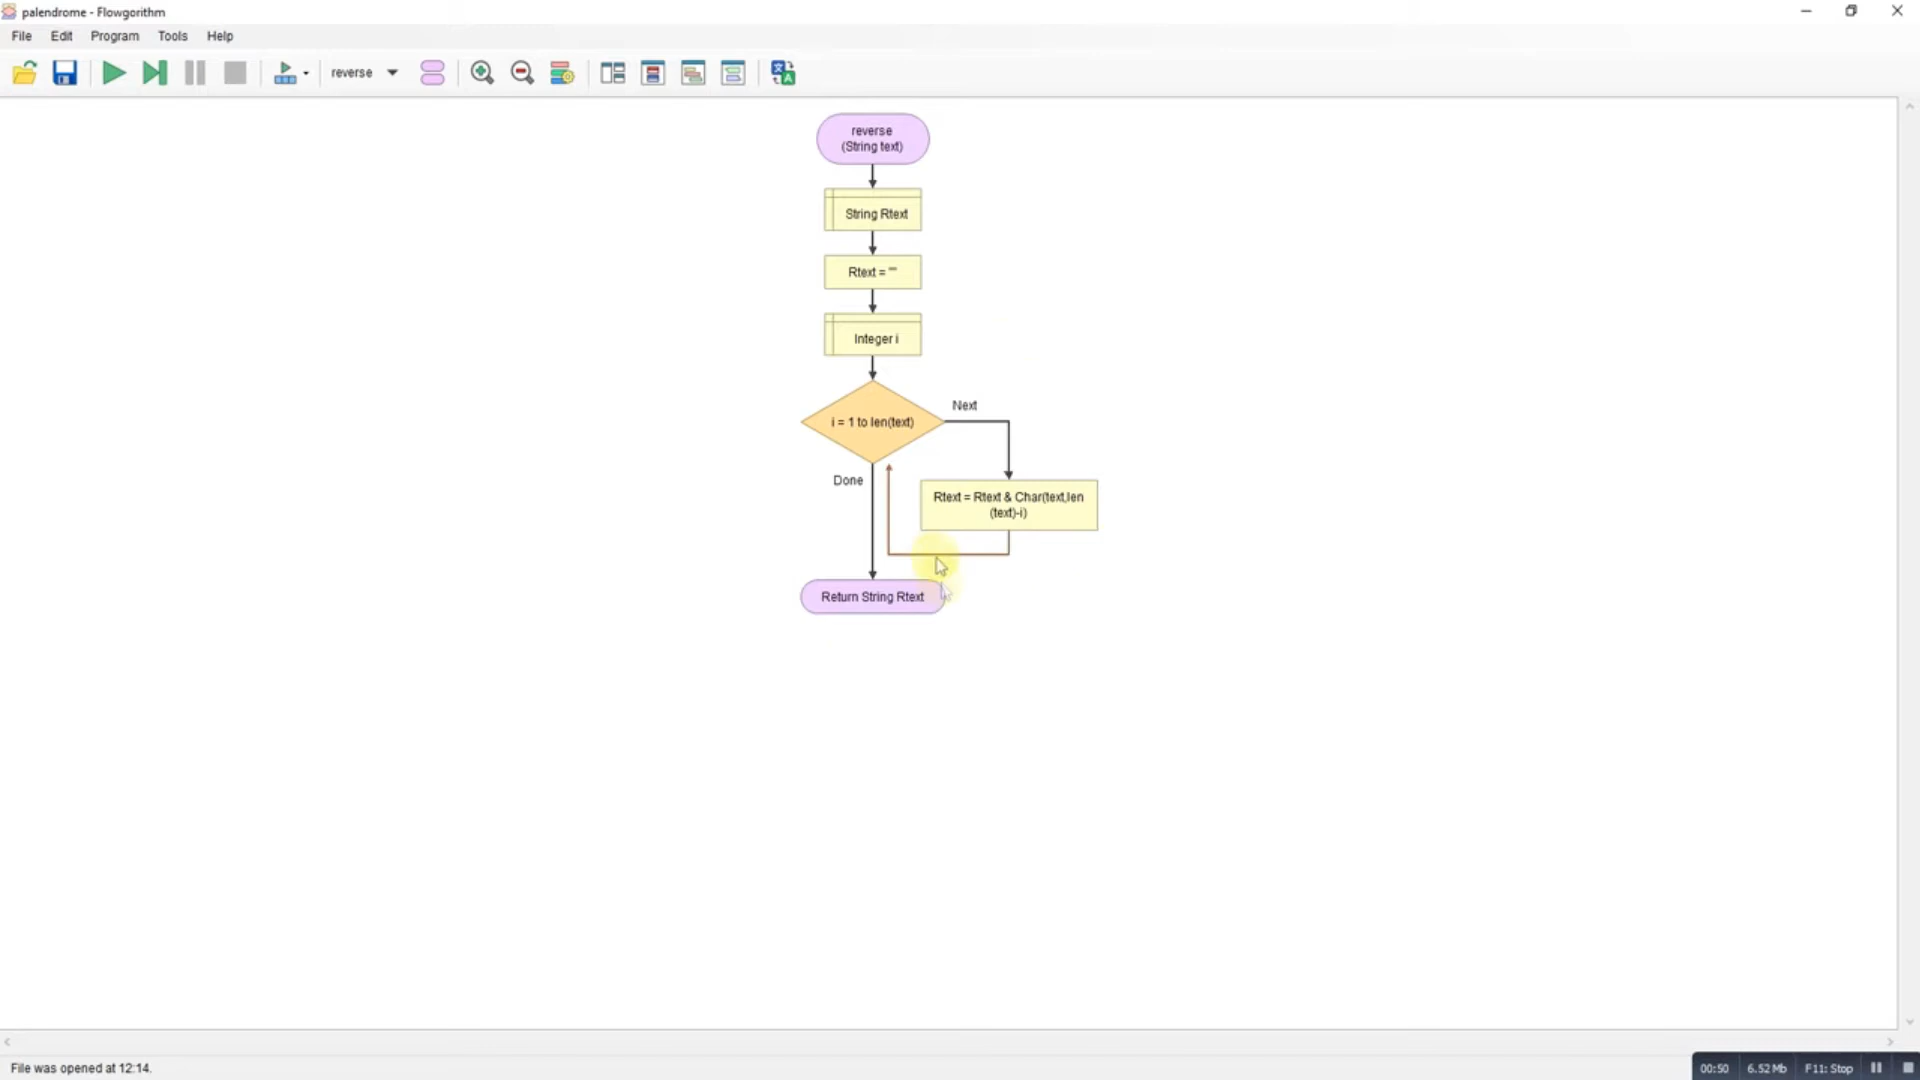 palendrome - Flowgorithm
File Edit Program Tools Help
reverse
reverse
(String text)
String Rtext
Rtext = ""
Integer i
i = 1 to len(text)
Next
Done
Rtext = Rtext & Char(text,len
(text)-i)
Return String Rtext
File was opened at 12:14.
00:50 6.52 Mb F11: Stop